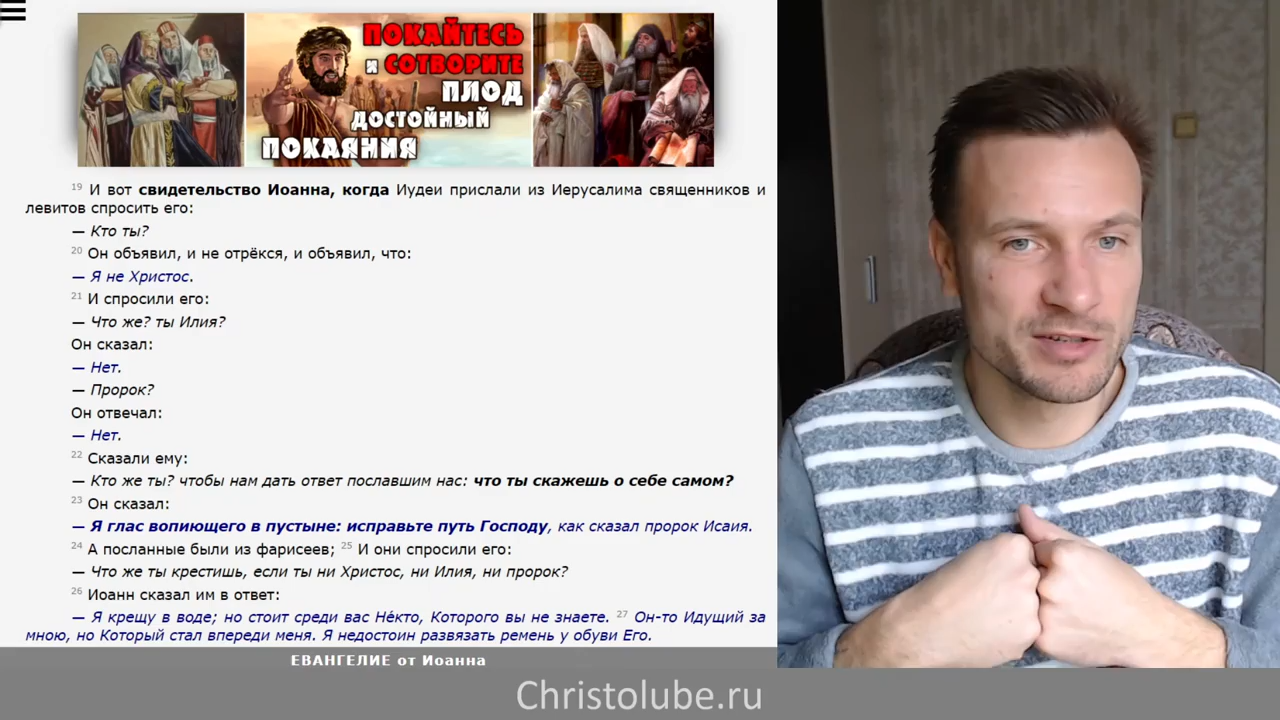 ПОКАЙТЕСЬ
и СОТВОРИТЕ
ПЛОД
ДОСТОЙНЫЙ
ПОКАЯНИЯ
19 И вот свидетельство Иоанна, когда Иудеи прислали из Иерусалима священников и
левитов спросить его:
— Кто ты?
20 Он объявил, и не отрёкся, и объявил, что:
— Я не Христос.
21 И спросили его:
— Что же? ты Илия?
Он сказал:
— Нет.
— Пророк?
Он отвечал:
— Нет.
22 Сказали ему:
— Кто же ты? чтобы нам дать ответ пославшим нас: что ты скажешь о себе самом?
23 Он сказал:
— Я глас вопиющего в пустыне: исправьте путь Господу, как сказал пророк Исаия.
24 А посланные были из фарисеев; 25 И они спросили его:
— Что же ты крестишь, если ты ни Христос, ни Илия, ни пророк?
26 Иоанн сказал им в ответ:
— Я крещу в воде; но стоит среди вас Не́кто, Которого вы не знаете. 27 Он-то Идущий за
мною, но Который стал впереди меня. Я недостоин развязать ремень у обуви Его.
ЕВАНГЕЛИЕ от Иоанна
Christolube.ru